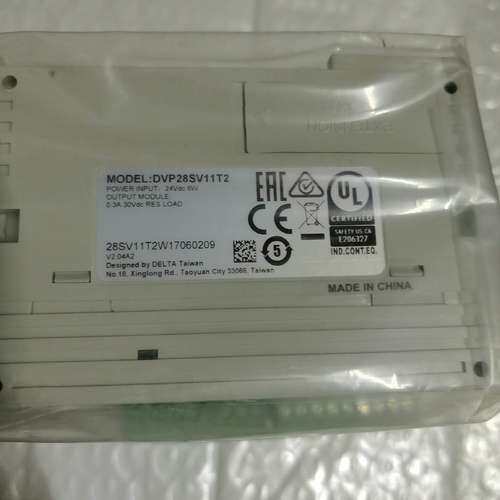 MODEL:DVP28SV11T2
POWER INPUT: 24Vdc 6W
OUTPUT MODULE
0.3A 30Vdc RES LOAD
28SV11T2W17060209
V2.04A2
Designed by DELTA Taiwan
No.18, Xinglong Rd., Taoyuan City 33068, Taiwan
EAC
CE
5
UL
CERTIFIED
SAFETY US CA
E206327
IND.CONT.EQ.
MADE IN CHINA
EXTENSION